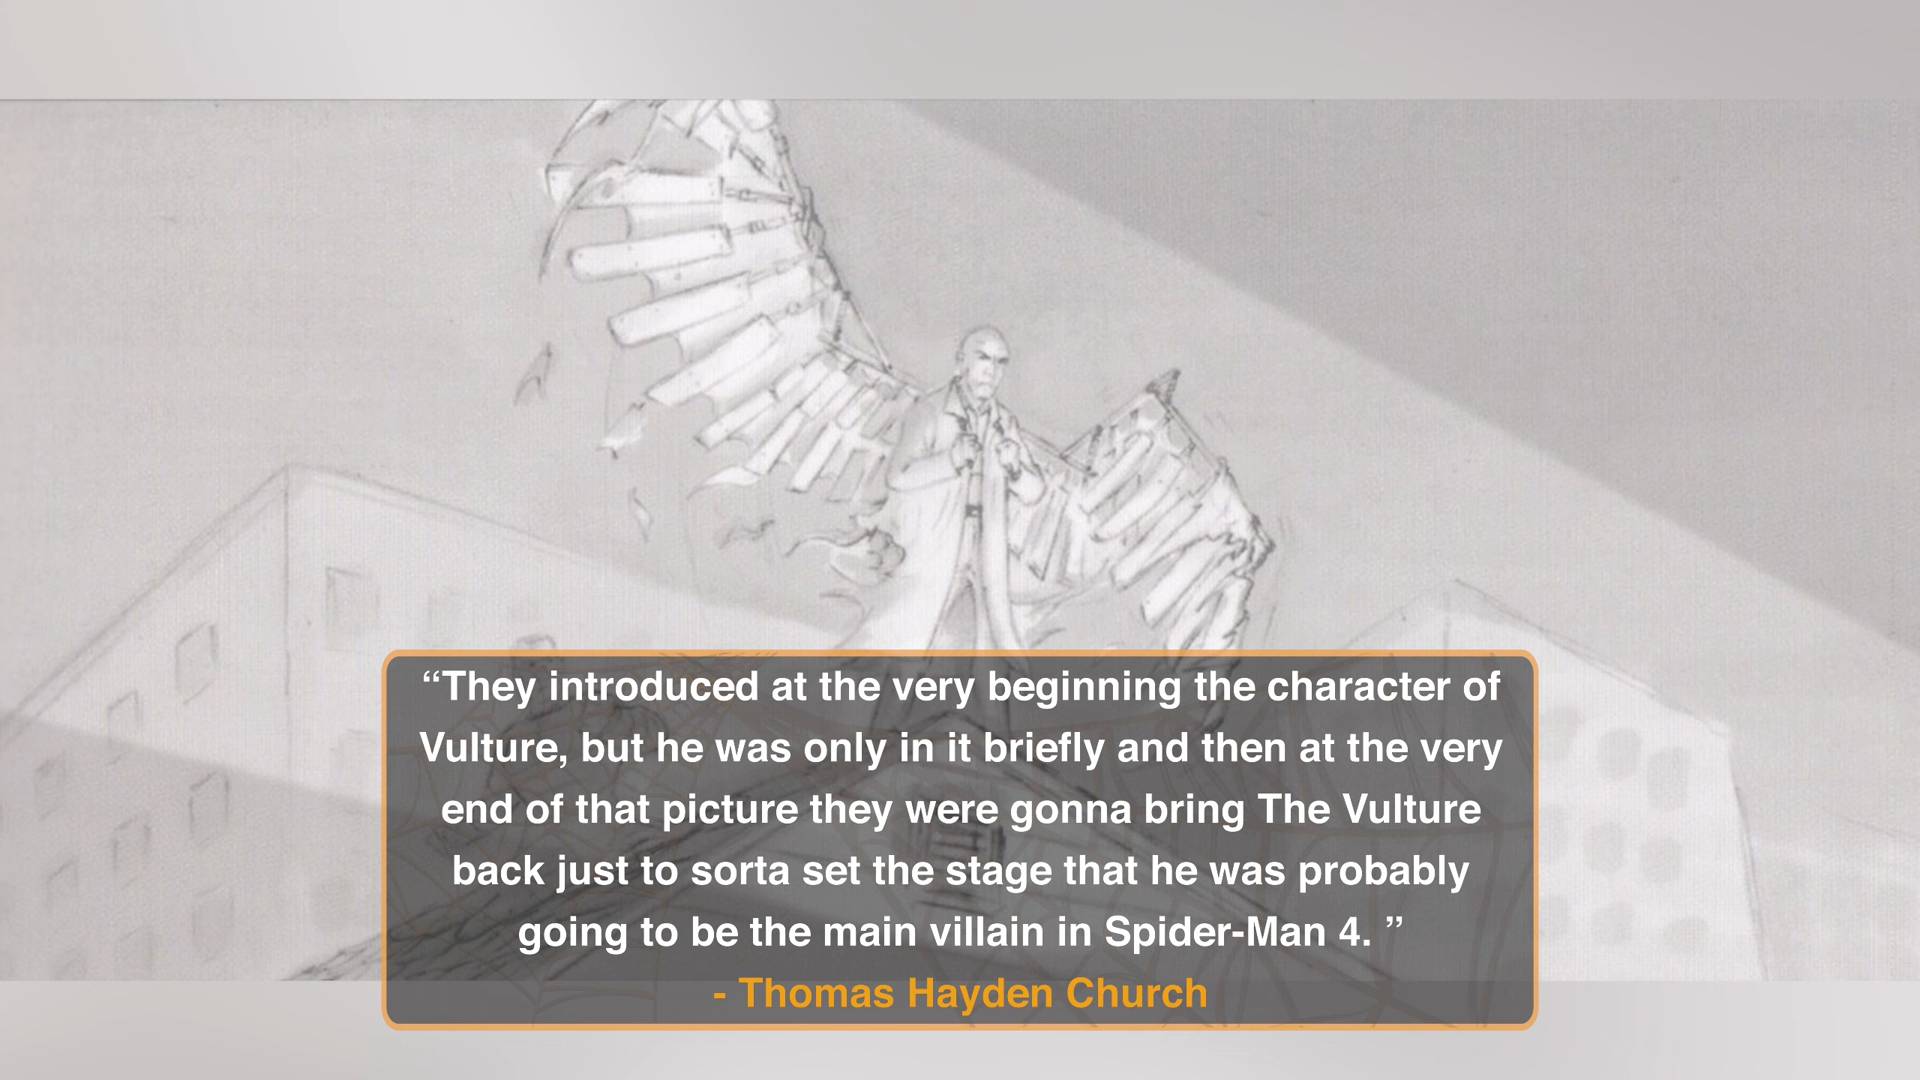 “They introduced at the very beginning the character of
Vulture, but he was only in it briefly and then at the very
end of that picture they were gonna bring The Vulture
back just to sorta set the stage that he was probably
going to be the main villain in Spider-Man 4. ”
- Thomas Hayden Church